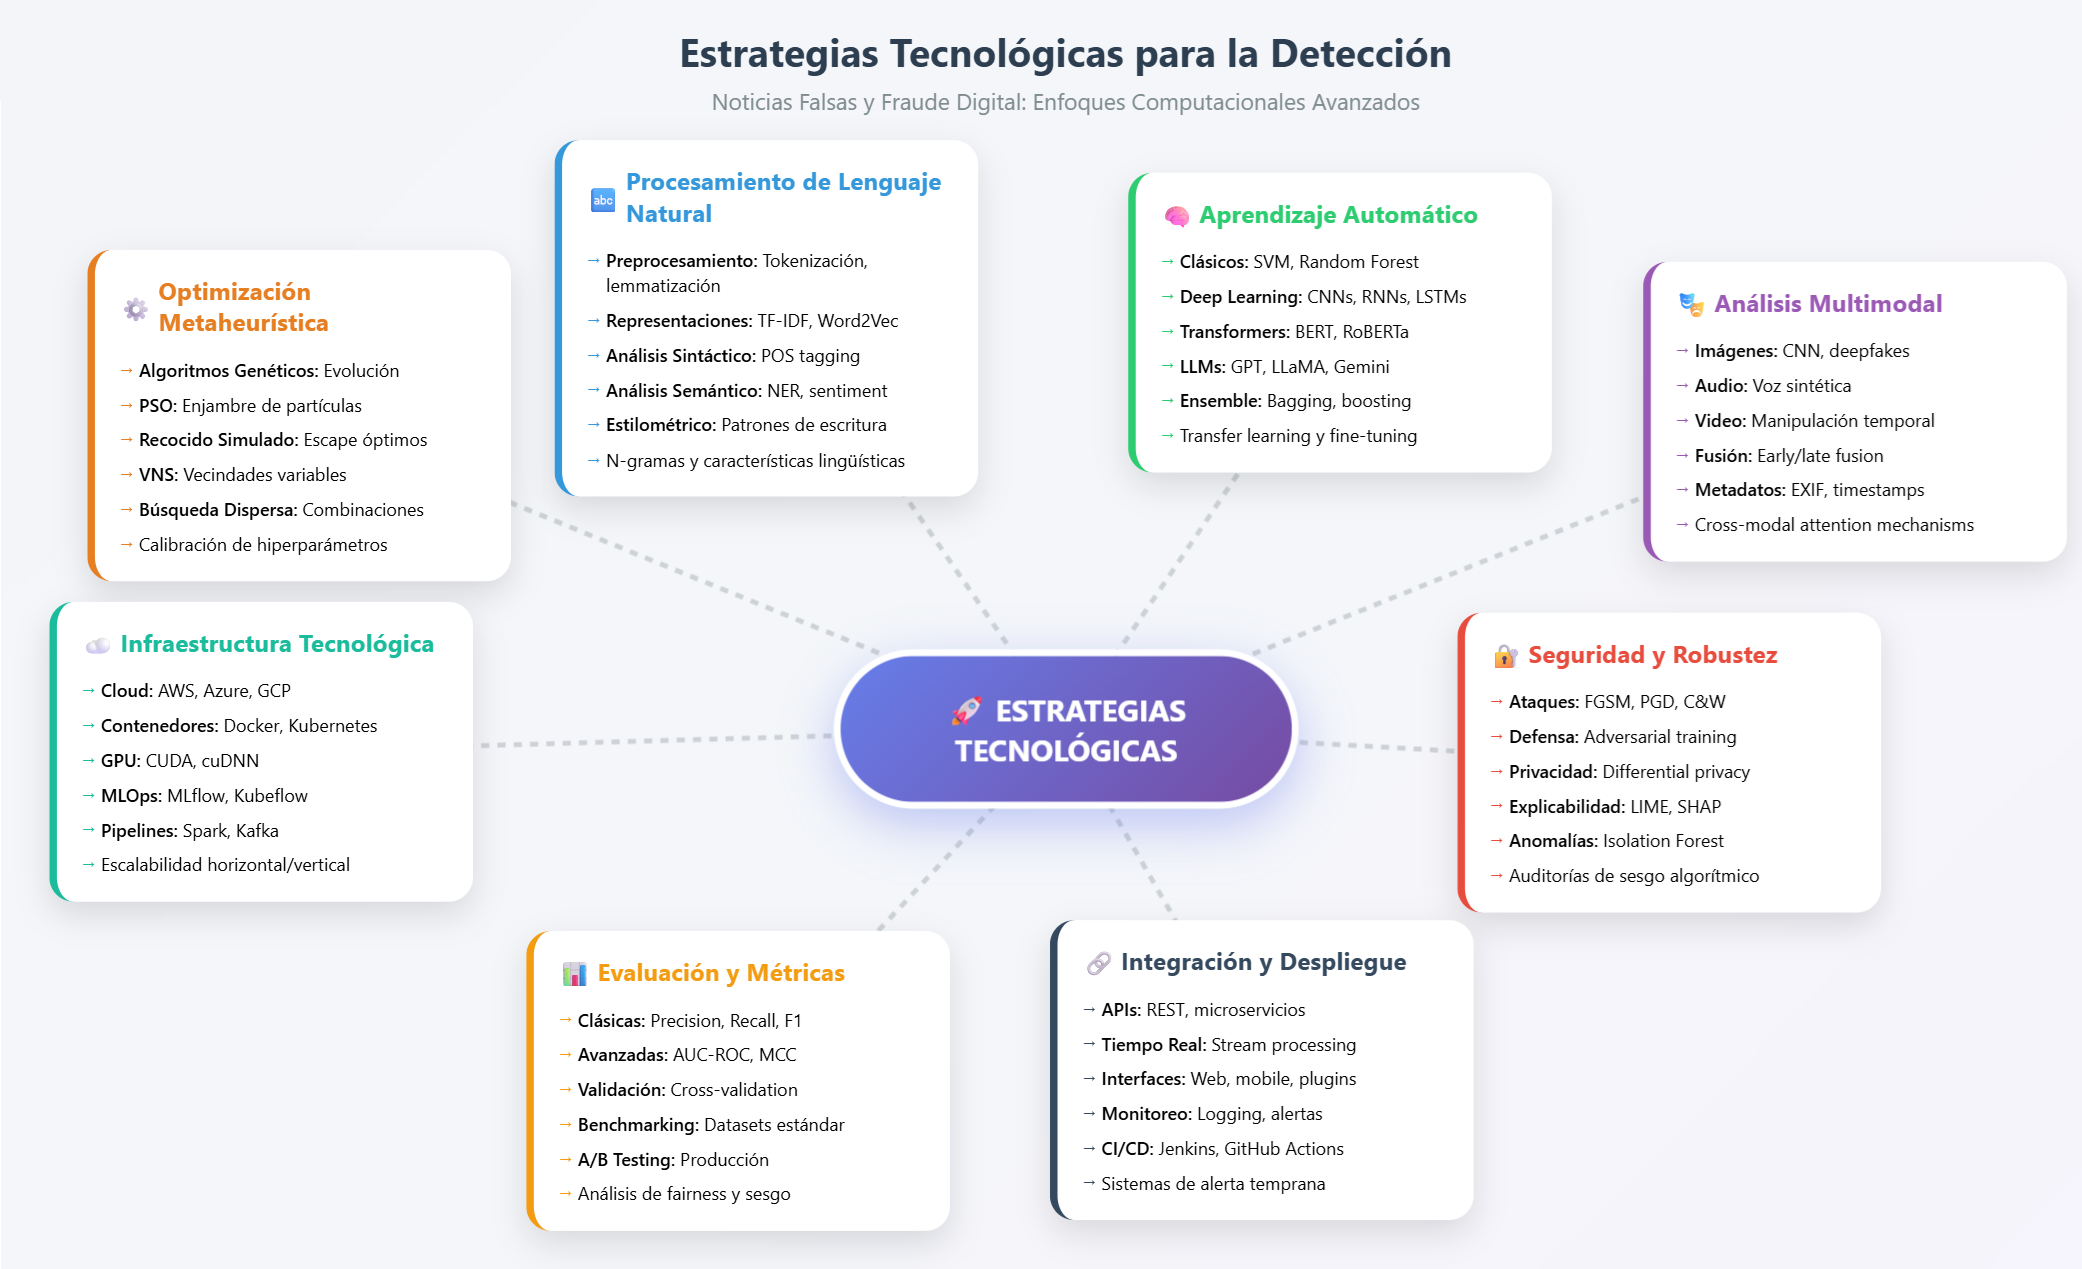 Estrategias Tecnológicas para la Detección
Noticias Falsas y Fraude Digital: Enfoques Computacionales Avanzados
Optimización
Metaheurística
→ Algoritmos Genéticos: Evolución
→ PSO: Enjambre de partículas
→ Recocido Simulado: Escape óptimos
→ VNS: Vecindades variables
→ Búsqueda Dispersa: Combinaciones
→ Calibración de hiperparámetros
abc
Procesamiento de Lenguaje
Natural
→ Preprocesamiento: Tokenización,
lemmatización
→ Representaciones: TF-IDF, Word2Vec
→ Análisis Sintáctico: POS tagging
→ Análisis Semántico: NER, sentiment
→ Estilométrico: Patrones de escritura
→ N-gramas y características lingüísticas
Aprendizaje Automático
→ Clásicos: SVM, Random Forest
→ Deep Learning: CNNs, RNNs, LSTMs
→ Transformers: BERT, RoBERTa
→ LLMs: GPT, LLaMA, Gemini
→ Ensemble: Bagging, boosting
→ Transfer learning y fine-tuning
Análisis Multimodal
→ Imágenes: CNN, deepfakes
→ Audio: Voz sintética
→ Video: Manipulación temporal
→ Fusión: Early/late fusion
→ Metadatos: EXIF, timestamps
→ Cross-modal attention mechanisms
Infraestructura Tecnológica
→ Cloud: AWS, Azure, GCP
→ Contenedores: Docker, Kubernetes
→ GPU: CUDA, cuDNN
→ MLOps: MLflow, Kubeflow
→ Pipelines: Spark, Kafka
→ Escalabilidad horizontal/vertical
ESTRATEGIAS
TECNOLÓGICAS
Seguridad y Robustez
→ Ataques: FGSM, PGD, C&W
→ Defensa: Adversarial training
→ Privacidad: Differential privacy
→ Explicabilidad: LIME, SHAP
→ Anomalías: Isolation Forest
→ Auditorías de sesgo algorítmico
Evaluación y Métricas
→ Clásicas: Precision, Recall, F1
→ Avanzadas: AUC-ROC, MCC
→ Validación: Cross-validation
→ Benchmarking: Datasets estándar
→ A/B Testing: Producción
→ Análisis de fairness y sesgo
Integración y Despliegue
→ APIs: REST, microservicios
→ Tiempo Real: Stream processing
→ Interfaces: Web, mobile, plugins
→ Monitoreo: Logging, alertas
→ CI/CD: Jenkins, GitHub Actions
→ Sistemas de alerta temprana